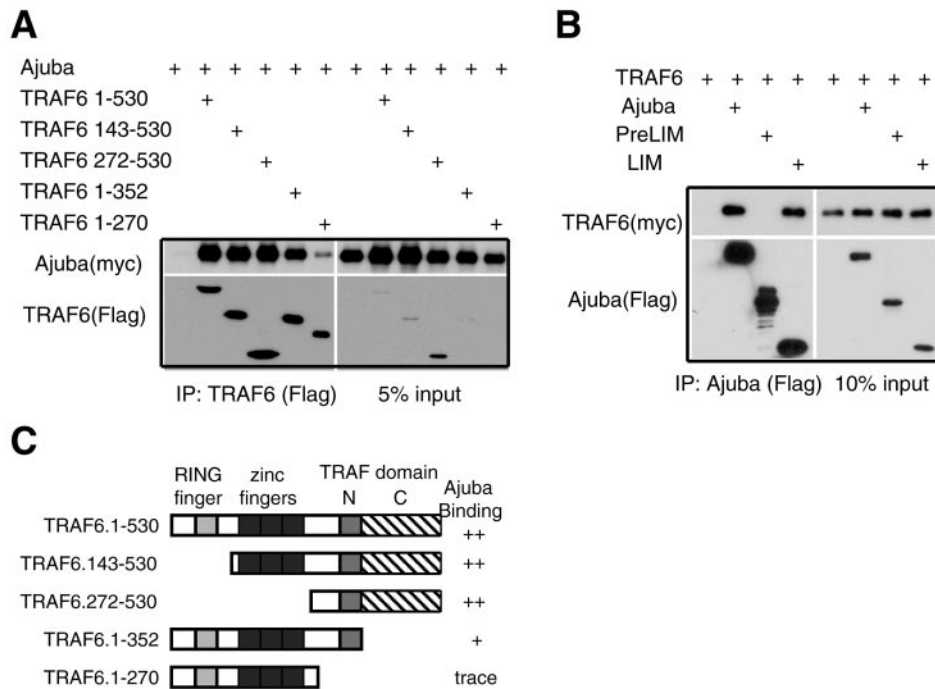 A
Ajuba + + + + + + + + + + + +
TRAF6 1-530 + +
TRAF6 143-530 + +
TRAF6 272-530 + +
TRAF6 1-352 + +
TRAF6 1-270 + +
Ajuba(myc)
TRAF6(Flag)
IP: TRAF6 (Flag) 5% input
B
TRAF6 + + + + + + + +
Ajuba + +
PreLIM + +
LIM + +
TRAF6(myc)
Ajuba(Flag)
IP: Ajuba (Flag) 10% input
C
RING finger
zinc fingers
TRAF domain
N C
Ajuba Binding
TRAF6.1-530 ++
TRAF6.143-530 ++
TRAF6.272-530 ++
TRAF6.1-352 +
TRAF6.1-270 trace